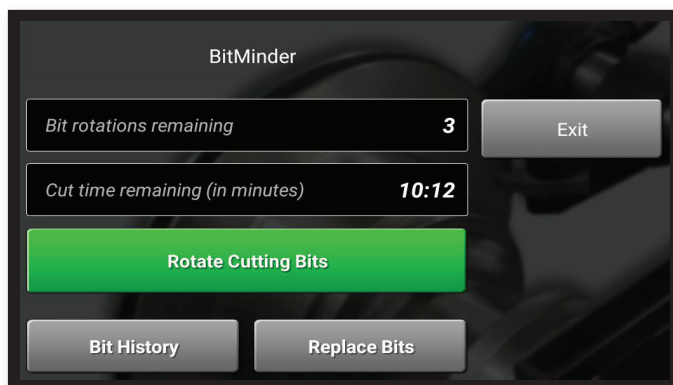 BitMinder
Bit rotations remaining 3
Exit
Cut time remaining (in minutes) 10:12
Rotate Cutting Bits
Bit History
Replace Bits